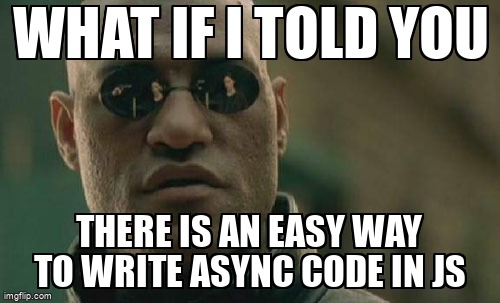 WHAT IF I TOLD YOU
THERE IS AN EASY WAY
TO WRITE ASYNC CODE IN JS
imgflip.com